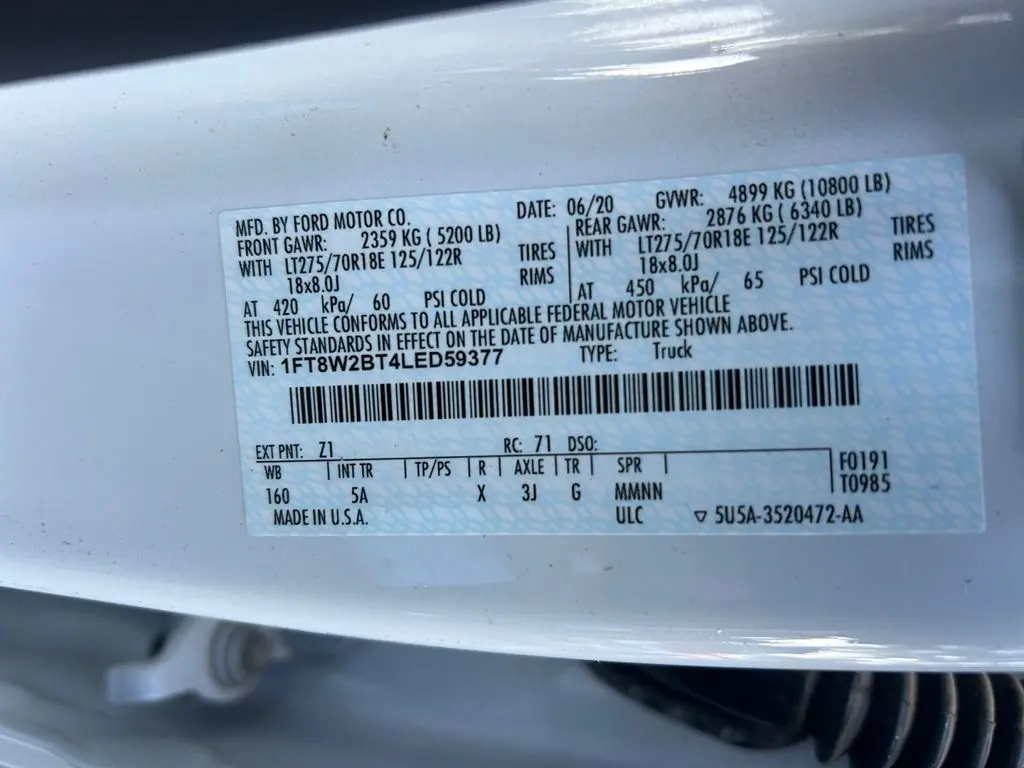 MFD. BY FORD MOTOR CO. DATE: 06/20 GVWR: 4899 KG (10800 LB)
FRONT GAWR: 2359 KG ( 5200 LB) REAR GAWR: 2876 KG ( 6340 LB)
WITH LT275/70R18E 125/122R TIRES WITH LT275/70R18E 125/122R TIRES
18x8.0J RIMS 18x8.0J RIMS
AT 420 kPa/ 60 PSI COLD AT 450 kPa/ 65 PSI COLD
THIS VEHICLE CONFORMS TO ALL APPLICABLE FEDERAL MOTOR VEHICLE
SAFETY STANDARDS IN EFFECT ON THE DATE OF MANUFACTURE SHOWN ABOVE.
VIN: 1FT8W2BT4LED59377 TYPE: Truck
EXT PNT: Z1 RC: 71 DSO:
WB INT TR TP/PS R AXLE TR SPR F0191
160 5A X 3J G MMNN T0985
MADE IN U.S.A. ULC ▽ 5U5A-3520472-AA